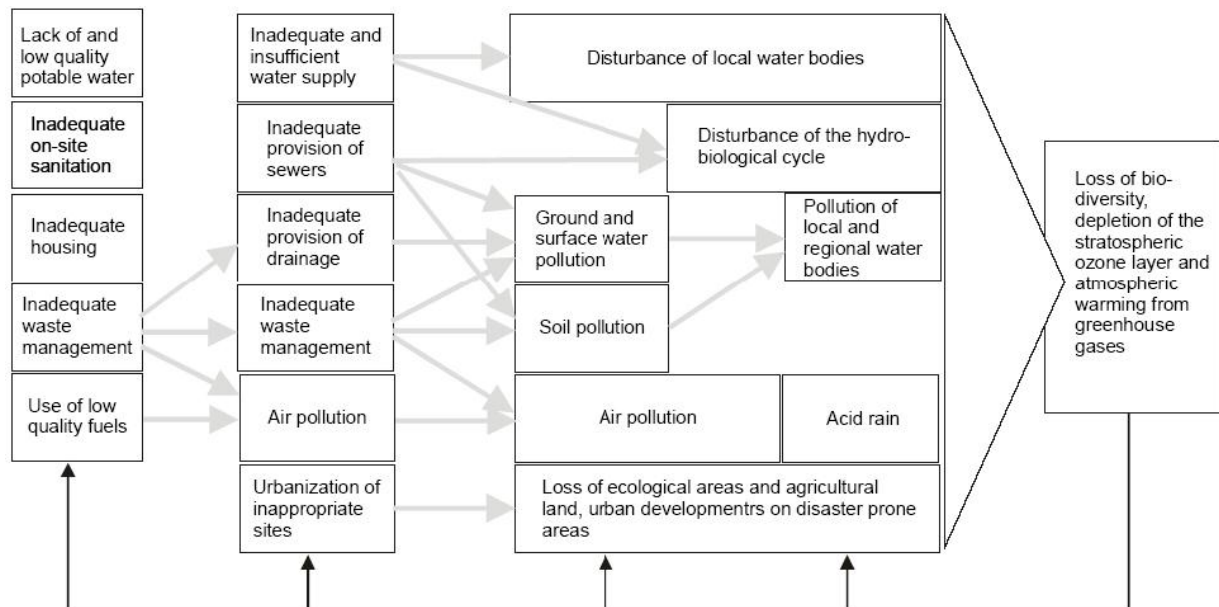 Lack of and
low quality
potable water
Inadequate
on-site
sanitation
Inadequate
housing
Inadequate
waste
management
Use of low
quality fuels
Inadequate and
insufficient
water supply
Inadequate
provision of
sewers
Inadequate
provision of
drainage
Inadequate
waste
management
Air pollution
Urbanization of
inappropriate
sites
Disturbance of local water bodies
Disturbance of the hydro-
biological cycle
Ground and
surface water
pollution
Pollution of
local and
regional water
bodies
Soil pollution
Air pollution
Acid rain
Loss of ecological areas and agricultural
land, urban developmentrs on disaster prone
areas
Loss of bio-
diversity,
depletion of the
stratospheric
ozone layer and
atmospheric
warming from
greenhouse
gases